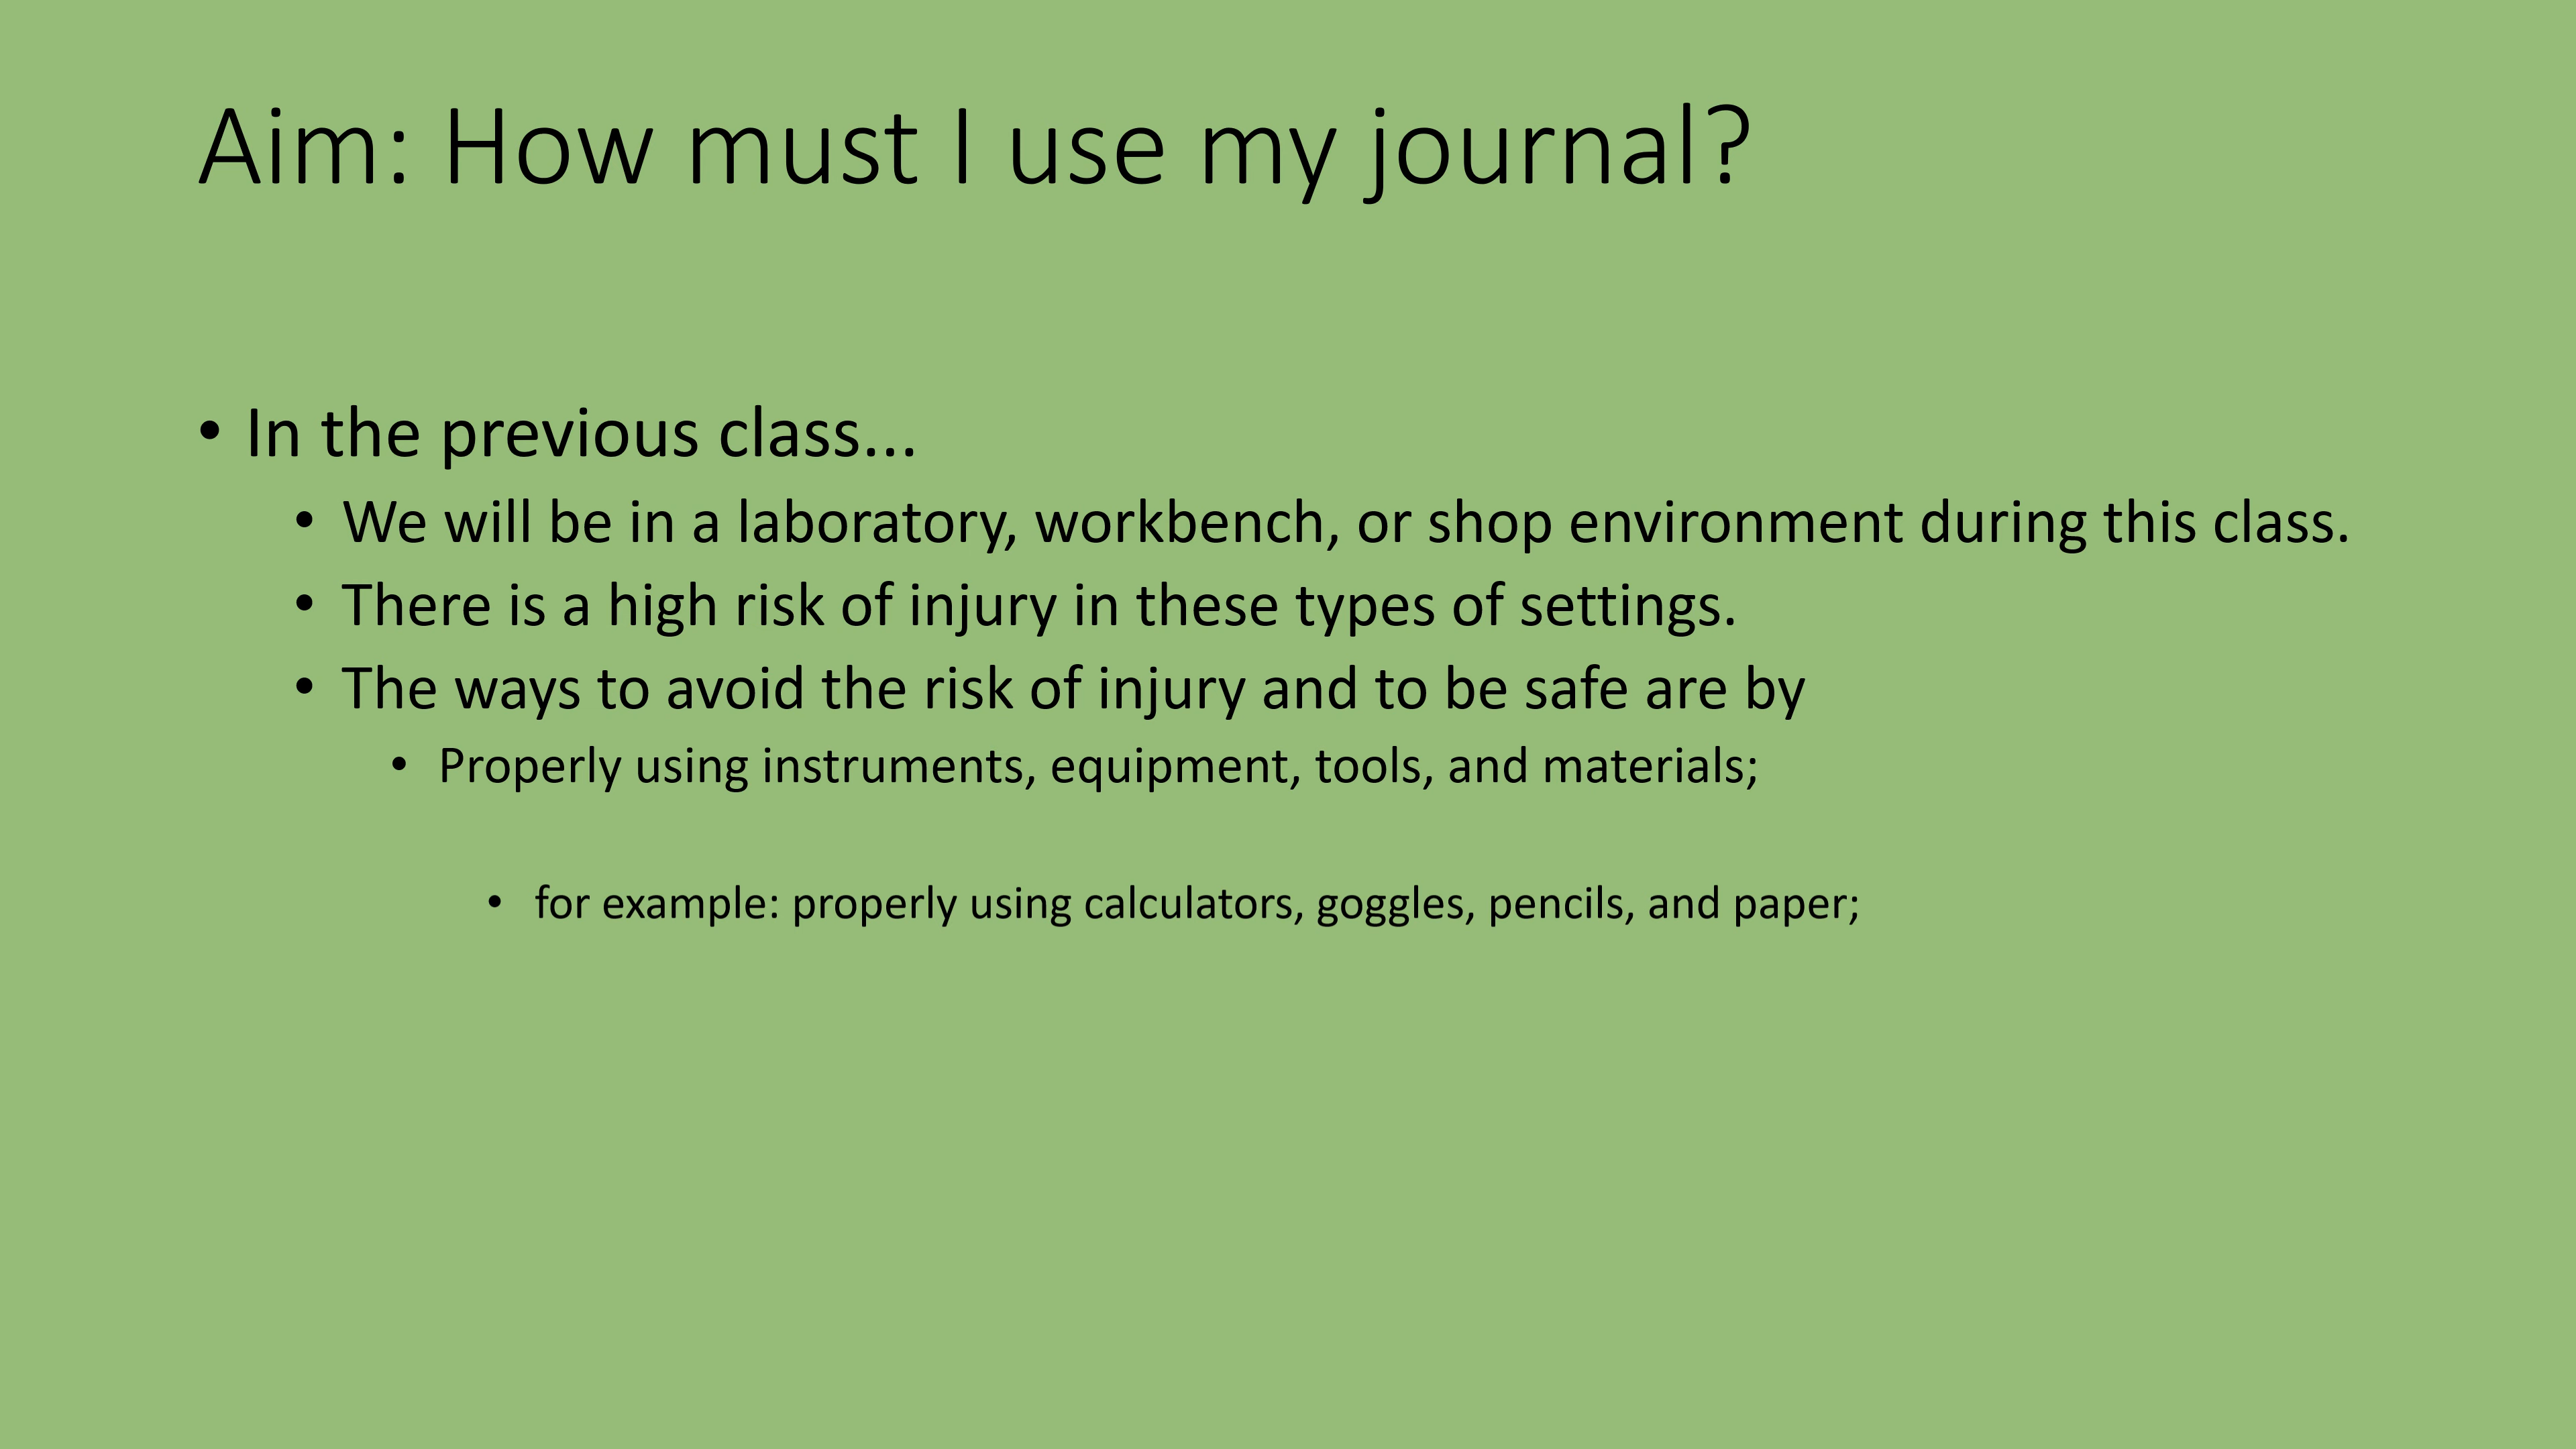 Aim: How must I use my journal?
• In the previous class...
• We will be in a laboratory, workbench, or shop environment during this class.
• There is a high risk of injury in these types of settings.
• The ways to avoid the risk of injury and to be safe are by
• Properly using instruments, equipment, tools, and materials;
• for example: properly using calculators, goggles, pencils, and paper;